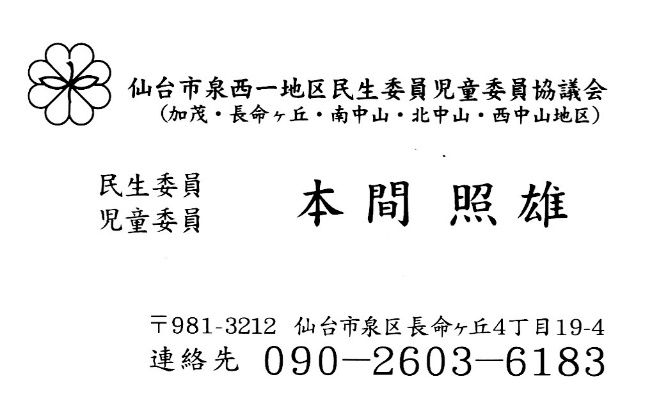 仙台市泉西一地区民生委員児童委員協議会
(加茂・長命ヶ丘・南中山・北中山・西中山地区)
民生委員
児童委員
本間 照雄
〒981-3212 仙台市泉区長命ヶ丘4丁目19-4
連絡先 090-2603-6183